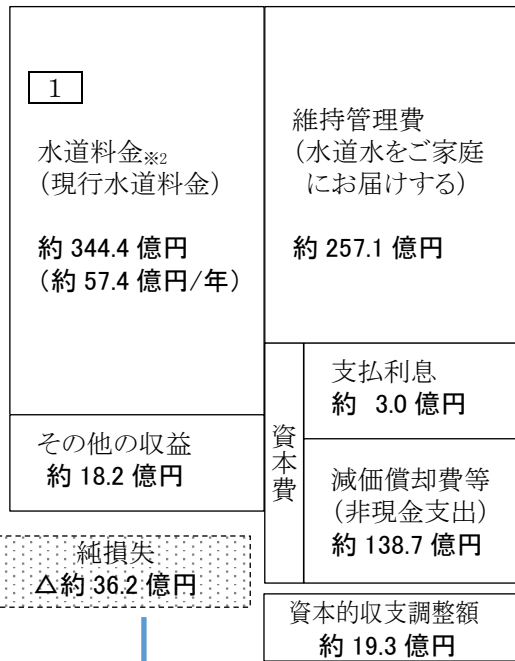 1
水道料金※2
（現行水道料金）
約 344.4 億円
（約 57.4 億円/年）
その他の収益
約 18.2 億円
純損失
△約 36.2 億円
維持管理費
（水道水をご家庭
にお届けする）
約 257.1 億円
資本費
支払利息
約 3.0 億円
減価償却費等
（非現金支出）
約 138.7 億円
資本的収支調整額
約 19.3 億円